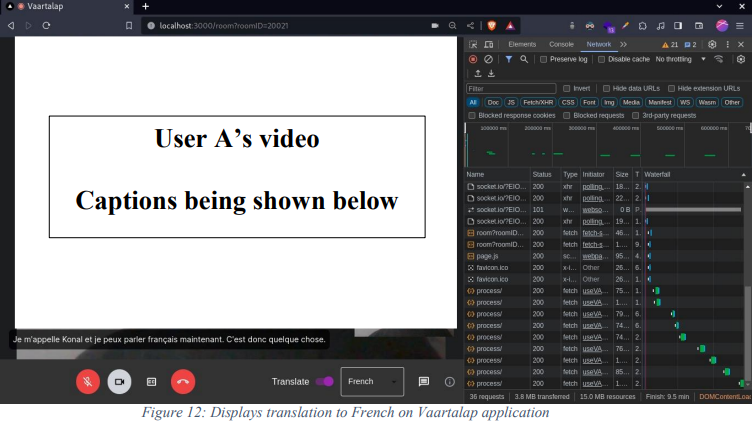 Vaartalap
localhost:3000/room?roomID=20021
Elements Console Network 21 2
Preserve log Disable cache No throttling
Filter Invert Hide data URLs Hide extension URLs
All Doc JS Fetch/XHR CSS Font Img Media Manifest WS Wasm Other
Blocked response cookies Blocked requests 3rd-party requests
100000 ms 200000 ms 300000 ms 400000 ms 500000 ms 600000 ms
User A's video
Captions being shown below
Name Status Type Initiator Size T Waterfall
socket.io/?EIO... 200 xhr polling.... 18... 2.
socket.io/?EIO... 200 xhr polling.... 22... 2.
socket.io/?EIO... 101 w... webso... 0 B P.
socket.io/?EIO... 200 xhr polling.... 19... 1.
room?roomID... 200 fetch fetch-s... 46... 1.
room?roomID... 200 fetch fetch-s... 1.... 9.
page.js 200 sc... webpa... 95... 4.
favicon.ico 200 x-i... Other 26... 6.
favicon.ico 200 x-i... Other 26... 1.
process/ 200 fetch useVA... 75... 1.
process/ 200 fetch useVA... 1.... 1.
process/ 200 fetch useVA... 79... 6.
process/ 200 fetch useVA... 74... 6.
process/ 200 fetch useVA... 74... 2.
process/ 200 fetch useVA... 76... 2.
process/ 200 fetch useVA... 1.... 2.
process/ 200 fetch useVA... 85... 2.
process/ 200 fetch useVA... 1.... 1.
Je m'appelle Konal et je peux parler français maintenant. C'est donc quelque chose.
Translate French
36 requests 3.8 MB transferred 15.0 MB resources Finish: 9.5 min DOMContentLoa
Figure 12: Displays translation to French on Vaartalap application